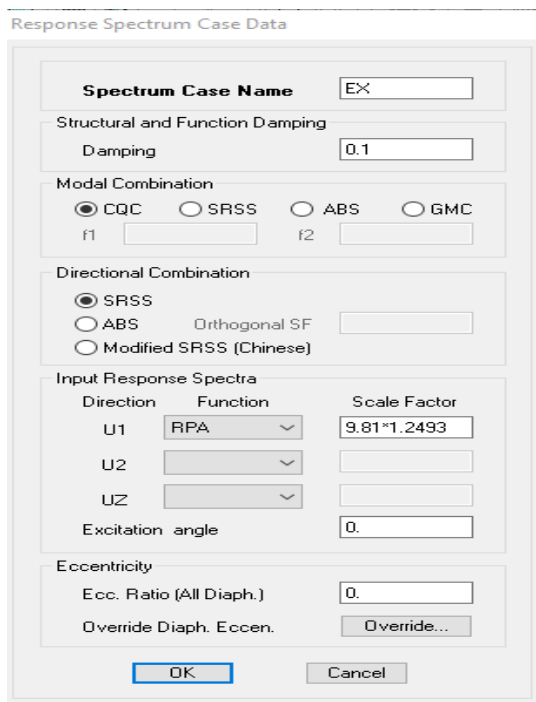 Response Spectrum Case Data
Spectrum Case Name EX
Structural and Function Damping
Damping 0.1
Modal Combination
CQC SRSS ABS GMC
f1 f2
Directional Combination
SRSS
ABS Orthogonal SF
Modified SRSS (Chinese)
Input Response Spectra
Direction Function Scale Factor
U1 RPA 9.81*1.2493
U2
UZ
Excitation angle 0.
Eccentricity
Ecc. Ratio (All Diaph.) 0.
Override Diaph. Eccen. Override...
OK Cancel